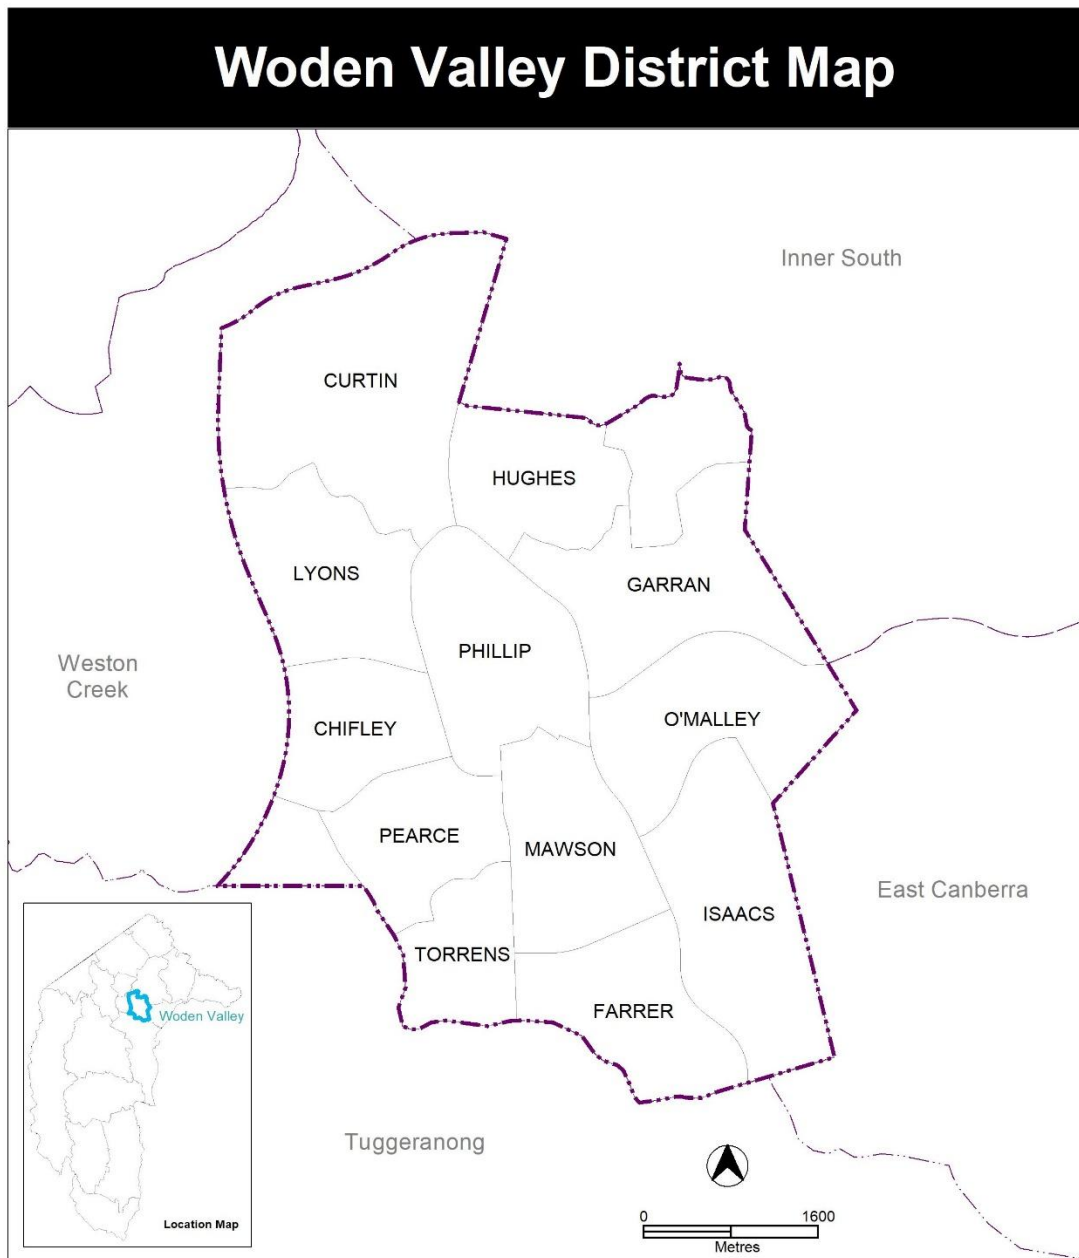 Woden Valley District Map
Inner South
CURTIN
HUGHES
LYONS
GARRAN
PHILLIP
Weston
Creek
CHIFLEY
O'MALLEY
PEARCE
MAWSON
East Canberra
ISAACS
TORRENS
FARRER
Woden Valley
Tuggeranong
Location Map
0 1600
Metres